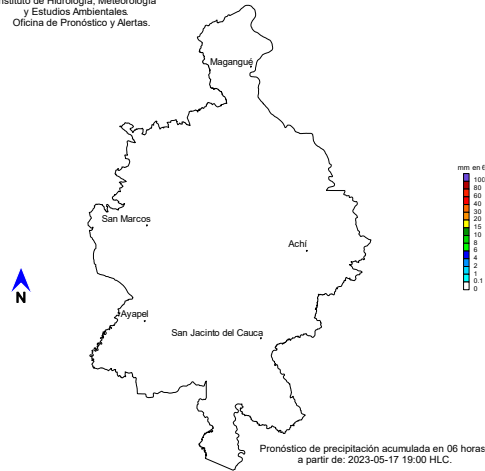 Instituto de Hidrología, Meteorología
y Estudios Ambientales.
Oficina de Pronóstico y Alertas.
Magangué
San Marcos
Achí
Ayapel
San Jacinto del Cauca
N
mm en 6
100
80
60
40
30
20
15
10
8
6
4
2
1
0.1
0
Pronóstico de precipitación acumulada en 06 horas
a partir de: 2023-05-17 19:00 HLC.